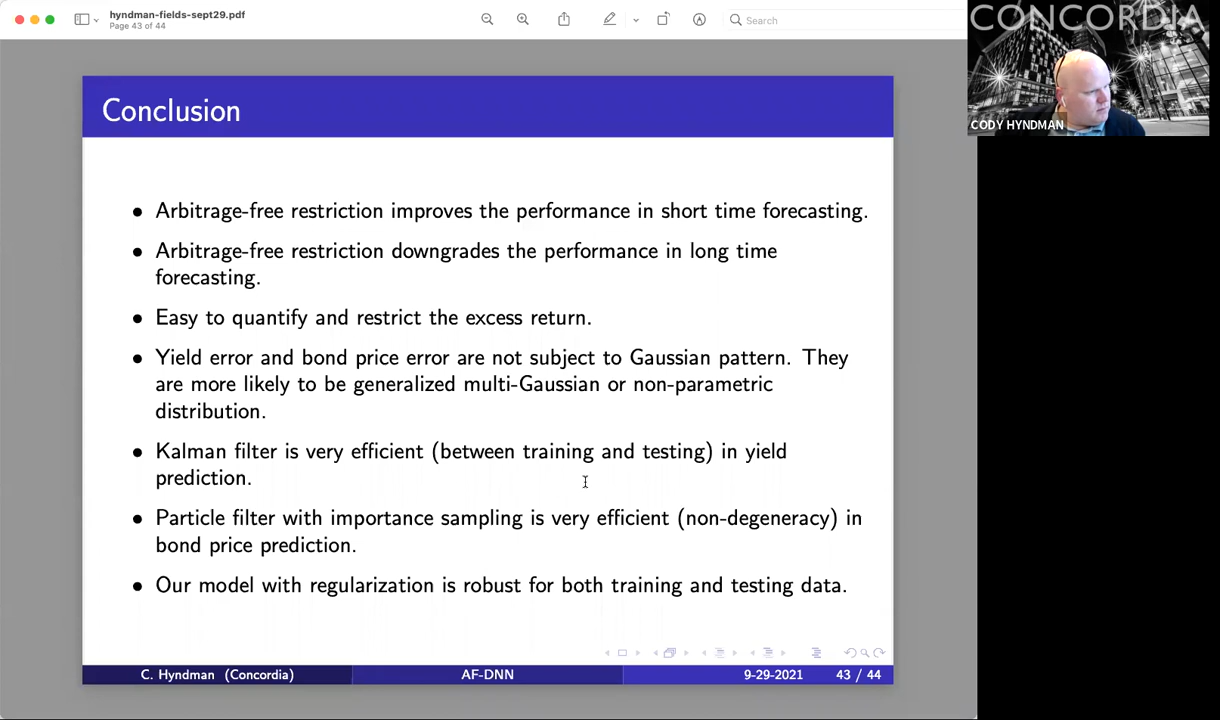 hyndman-fields-sept29.pdf
Page 43 of 44
Search
CONCORDIA
CODY HYNDMAN
Conclusion
• Arbitrage-free restriction improves the performance in short time forecasting.
• Arbitrage-free restriction downgrades the performance in long time
forecasting.
• Easy to quantify and restrict the excess return.
• Yield error and bond price error are not subject to Gaussian pattern. They
are more likely to be generalized multi-Gaussian or non-parametric
distribution.
• Kalman filter is very efficient (between training and testing) in yield
prediction.
• Particle filter with importance sampling is very efficient (non-degeneracy) in
bond price prediction.
• Our model with regularization is robust for both training and testing data.
C. Hyndman (Concordia) AF-DNN 9-29-2021 43 / 44